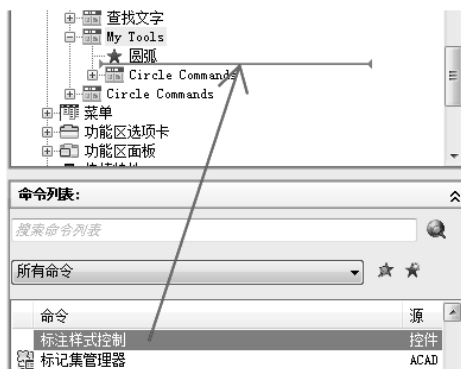 查找文字
My Tools
圆弧
Circle Commands
Circle Commands
菜单
功能区选项卡
功能区面板
命令列表:
搜索命令列表
所有命令
命令 源
标注样式控制 控件
标记集管理器 ACAD